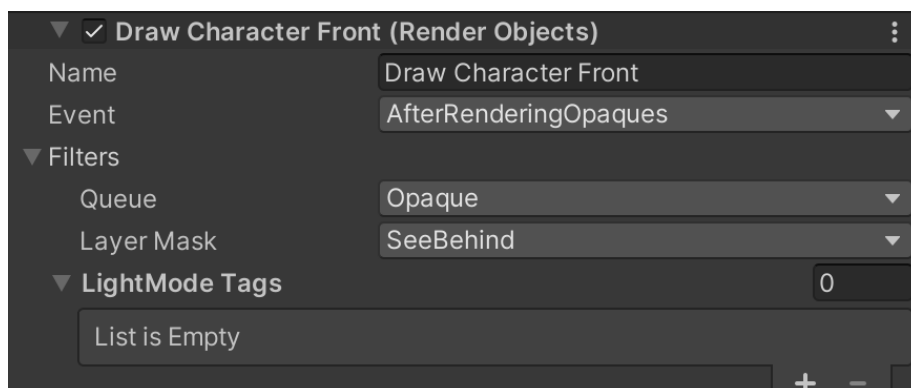 Draw Character Front (Render Objects)
Name Draw Character Front
Event AfterRenderingOpaques
Filters
Queue Opaque
Layer Mask SeeBehind
LightMode Tags 0
List is Empty
+ −